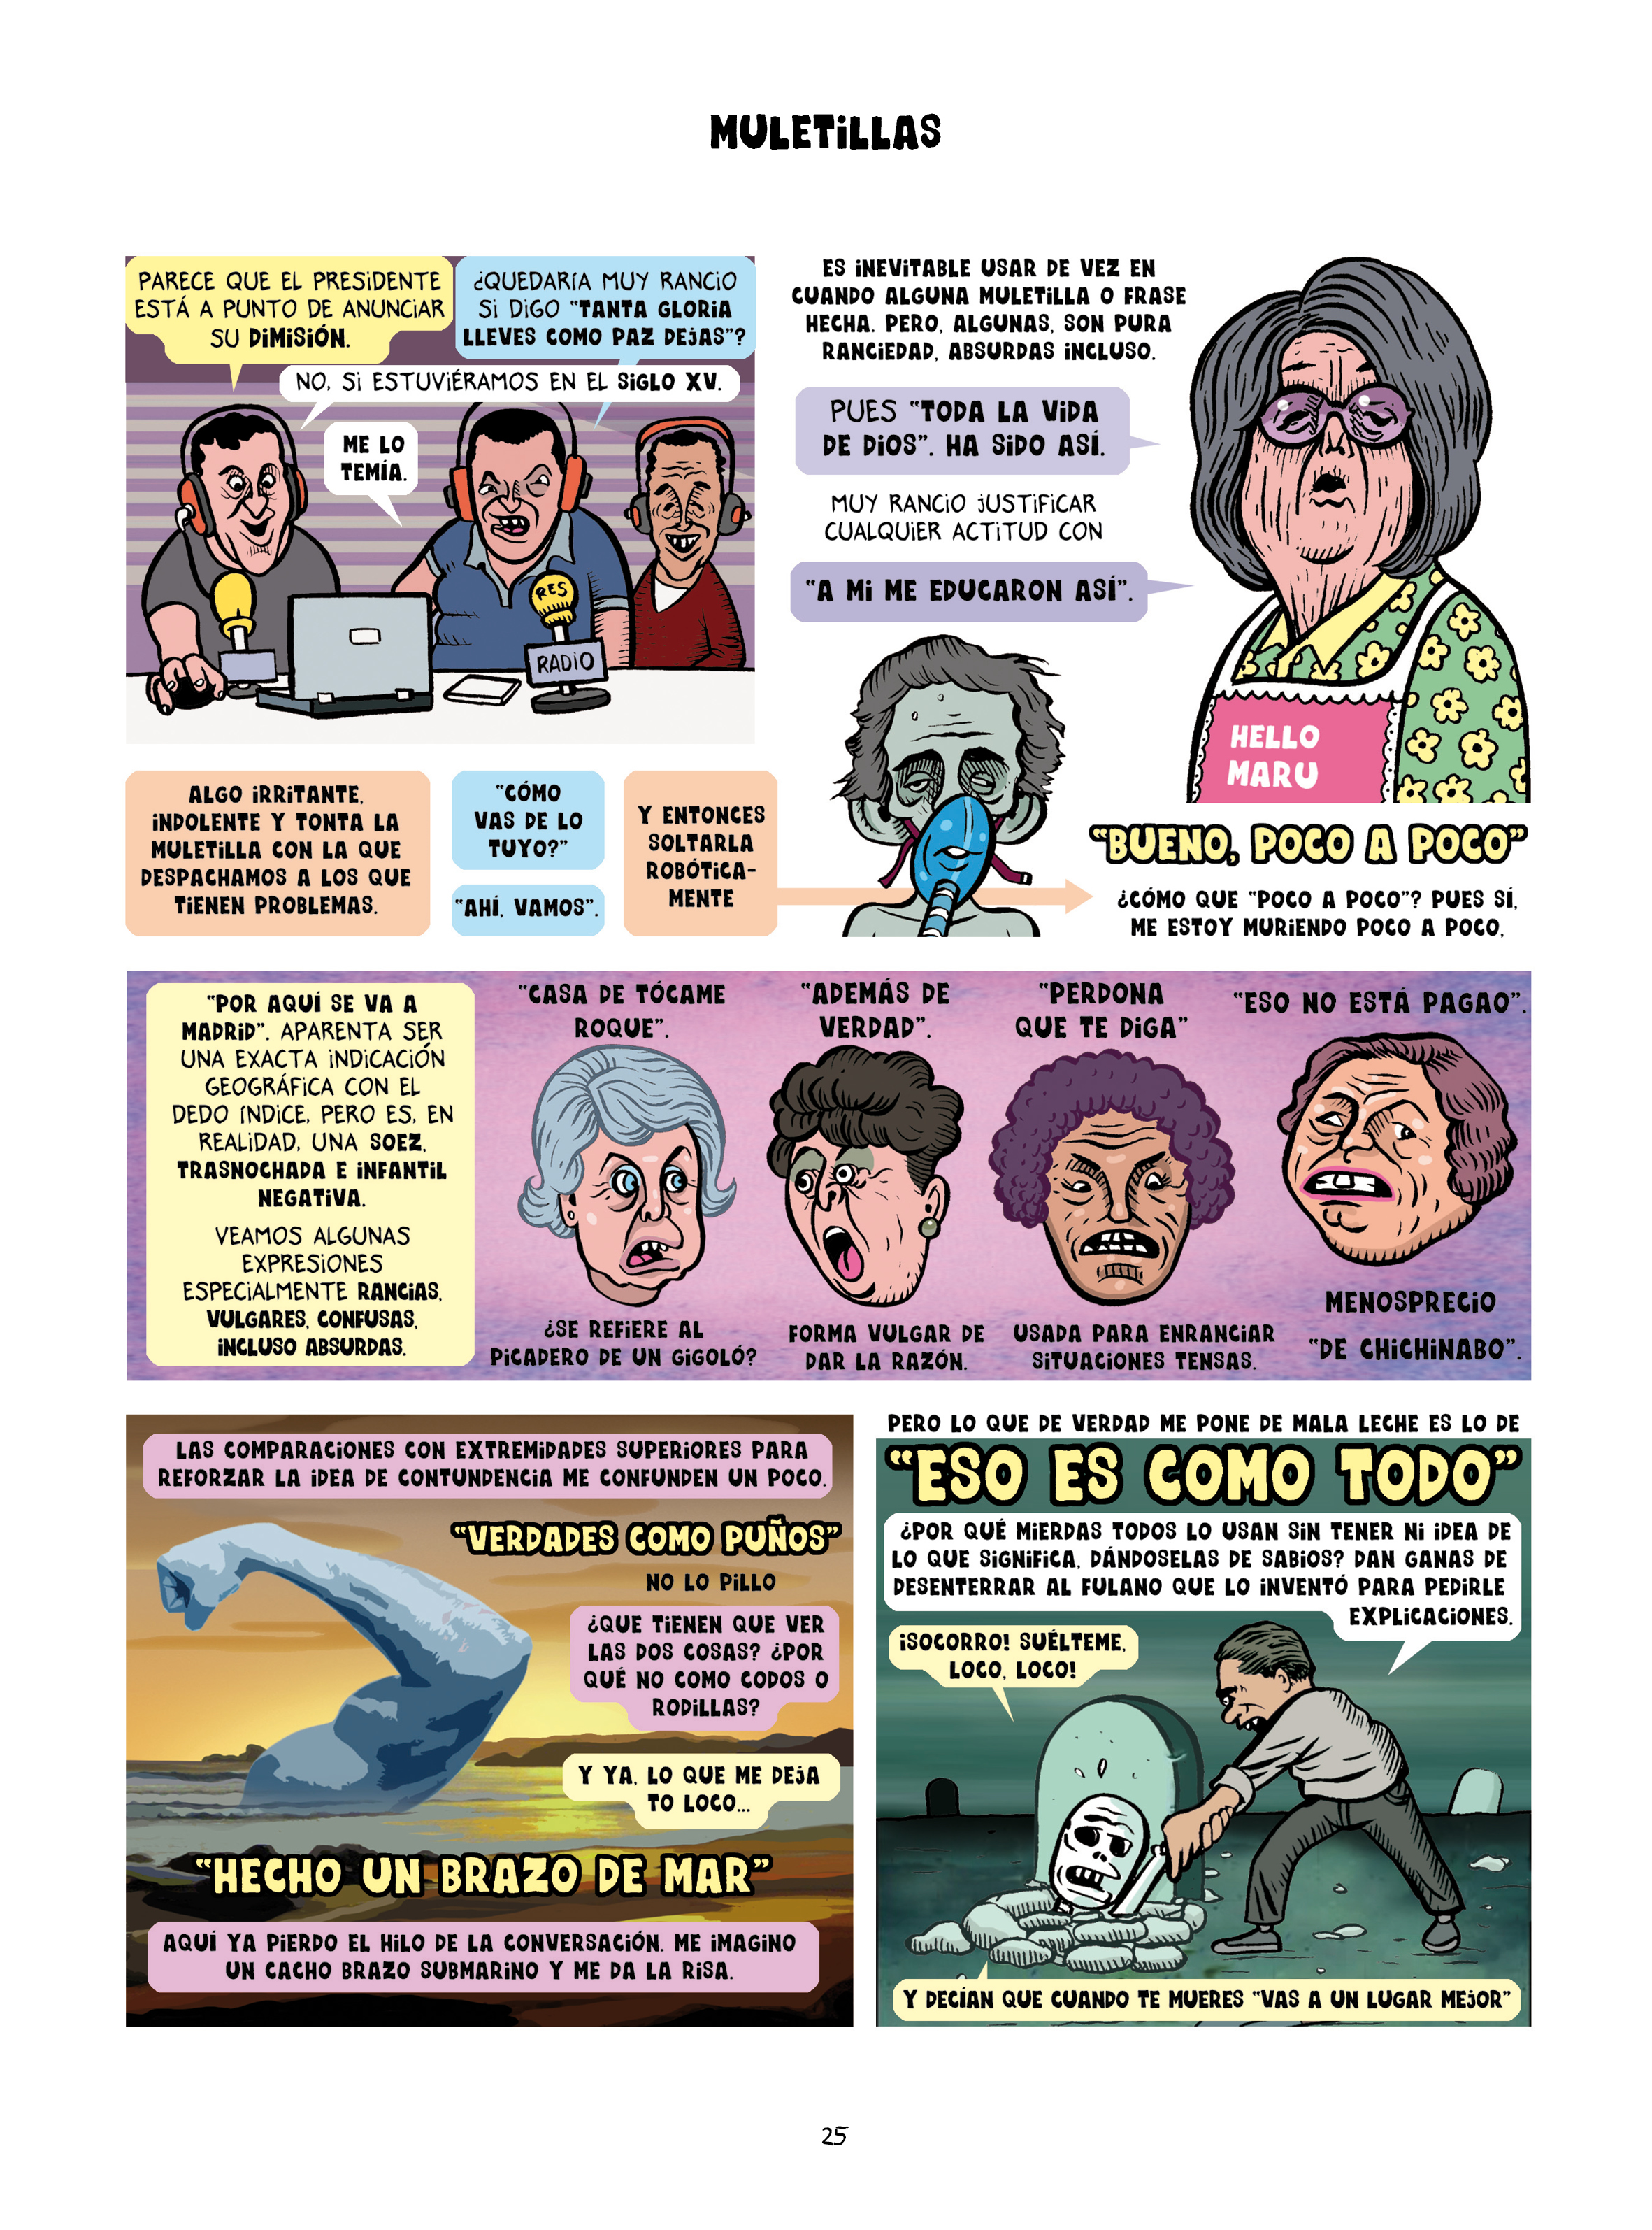 MULETiLLAS
PARECE QUE EL PRESiDENTE
ESTÁ A PUNTO DE ANUNCiAR
SU DiMiSiÓN.
¿QUEDARÍA MUY RANCiO
Si DiGO “TANTA GLORiA
LLEVES COMO PAZ DEJAS”?
NO, Si ESTUViÉRAMOS EN EL SiGLO XV.
ME LO
TEMÍA.
RES
RADiO
ES iNEViTABLE USAR DE VEZ EN
CUANDO ALGUNA MULETiLLA O FRASE
HECHA. PERO, ALGUNAS, SON PURA
RANCiEDAD, ABSURDAS iNCLUSO.
PUES “TODA LA ViDA
DE DiOS”. HA SiDO ASÍ.
MUY RANCiO JUSTiFiCAR
CUALQUiER ACTiTUD CON
“A Mi ME EDUCARON ASÍ”.
HELLO
MARU
ALGO iRRiTANTE,
iNDOLENTE Y TONTA LA
MULETiLLA CON LA QUE
DESPACHAMOS A LOS QUE
TiENEN PROBLEMAS.
“CÓMO
VAS DE LO
TUYO?”
“AHÍ, VAMOS”.
Y ENTONCES
SOLTARLA
ROBÓTiCA-
MENTE
“BUENO, POCO A POCO”
¿CÓMO QUE “POCO A POCO”? PUES SÍ,
ME ESTOY MURiENDO POCO A POCO.
“POR AQUÍ SE VA A
MADRiD”. APARENTA SER
UNA EXACTA iNDiCACiÓN
GEOGRÁFiCA CON EL
DEDO ÍNDiCE, PERO ES, EN
REALiDAD, UNA SOEZ,
TRASNOCHADA E iNFANTiL
NEGATiVA.
VEAMOS ALGUNAS
EXPRESiONES
ESPECiALMENTE RANCiAS,
VULGARES, CONFUSAS,
iNCLUSO ABSURDAS.
“CASA DE TÓCAME
ROQUE”.
¿SE REFiERE AL
PiCADERO DE UN GiGOLÓ?
“ADEMÁS DE
VERDAD”.
FORMA VULGAR DE
DAR LA RAZÓN.
“PERDONA
QUE TE DiGA”
USADA PARA ENRANCiAR
SiTUACiONES TENSAS.
“ESO NO ESTÁ PAGAO”.
MENOSPRECiO
“DE CHiCHiNABO”.
LAS COMPARACiONES CON EXTREMiDADES SUPERiORES PARA
REFORZAR LA iDEA DE CONTUNDENCiA ME CONFUNDEN UN POCO.
“VERDADES COMO PUÑOS”
NO LO PiLLO
¿QUE TiENEN QUE VER
LAS DOS COSAS? ¿POR
QUÉ NO COMO CODOS O
RODiLLAS?
Y YA, LO QUE ME DEJA
TO LOCO...
“HECHO UN BRAZO DE MAR”
AQUÍ YA PiERDO EL HiLO DE LA CONVERSACiÓN. ME iMAGiNO
UN CACHO BRAZO SUBMARiNO Y ME DA LA RiSA.
PERO LO QUE DE VERDAD ME PONE DE MALA LECHE ES LO DE
“ESO ES COMO TODO”
¿POR QUÉ MiERDAS TODOS LO USAN SiN TENER Ni iDEA DE
LO QUE SiGNiFiCA, DÁNDOSELAS DE SABiOS? DAN GANAS DE
DESENTERRAR AL FULANO QUE LO iNVENTÓ PARA PEDiRLE
EXPLiCACiONES.
¡SOCORRO! SUÉLTEME,
LOCO, LOCO!
Y DECÍAN QUE CUANDO TE MUERES “VAS A UN LUGAR MEJOR”
25